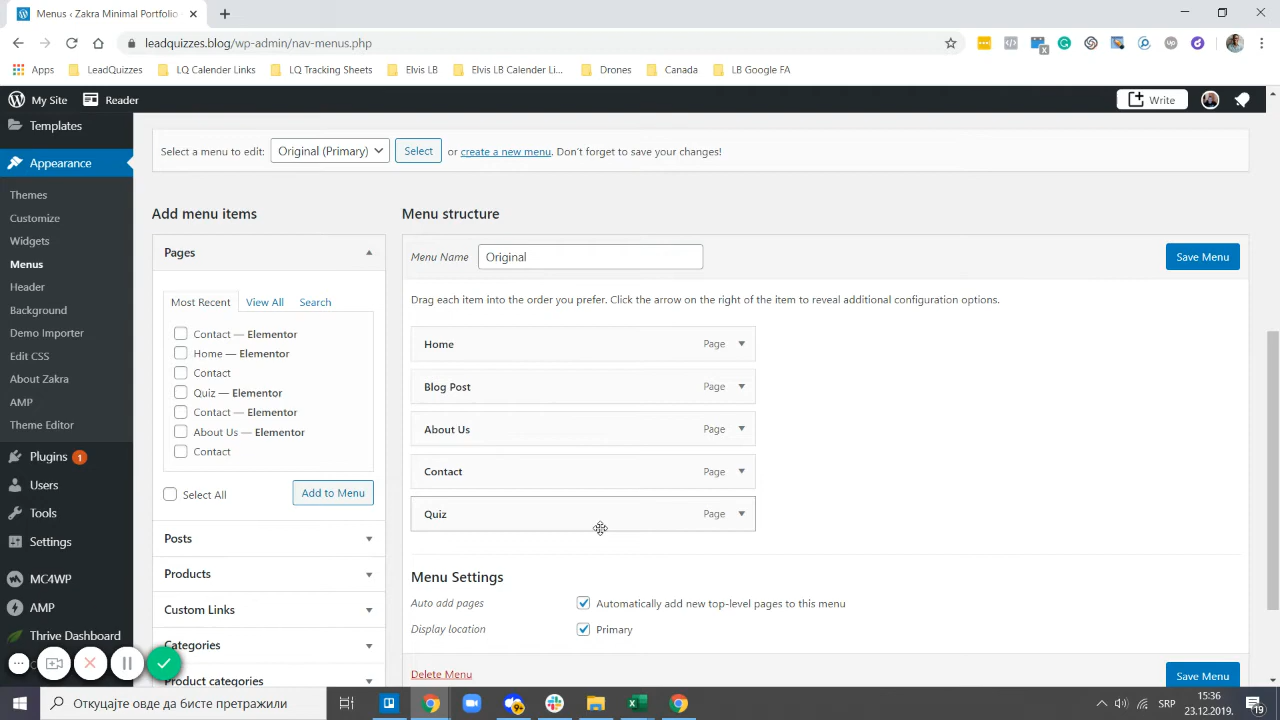 Menus ‹ Zakra Minimal Portfolio
leadquizzes.blog/wp-admin/nav-menus.php
Apps LeadQuizzes LQ Calender Links LQ Tracking Sheets Elvis LB Elvis LB Calender Li... Drones Canada LB Google FA
My Site Reader Write
Templates
Appearance
Themes
Customize
Widgets
Menus
Header
Background
Demo Importer
Edit CSS
About Zakra
AMP
Theme Editor
Plugins 1
Users
Tools
Settings
MC4WP
AMP
Thrive Dashboard
Select a menu to edit: Original (Primary) Select or create a new menu. Don't forget to save your changes!
Add menu items
Pages
Most Recent View All Search
Contact — Elementor
Home — Elementor
Contact
Quiz — Elementor
Contact — Elementor
About Us — Elementor
Contact
Select All Add to Menu
Posts
Products
Custom Links
Categories
Product categories
Menu structure
Menu Name Original Save Menu
Drag each item into the order you prefer. Click the arrow on the right of the item to reveal additional configuration options.
Home Page
Blog Post Page
About Us Page
Contact Page
Quiz Page
Menu Settings
Auto add pages Automatically add new top-level pages to this menu
Display location Primary
Delete Menu Save Menu
Откуцајте овде да бисте претражили
SRP
15:36
23.12.2019.
19